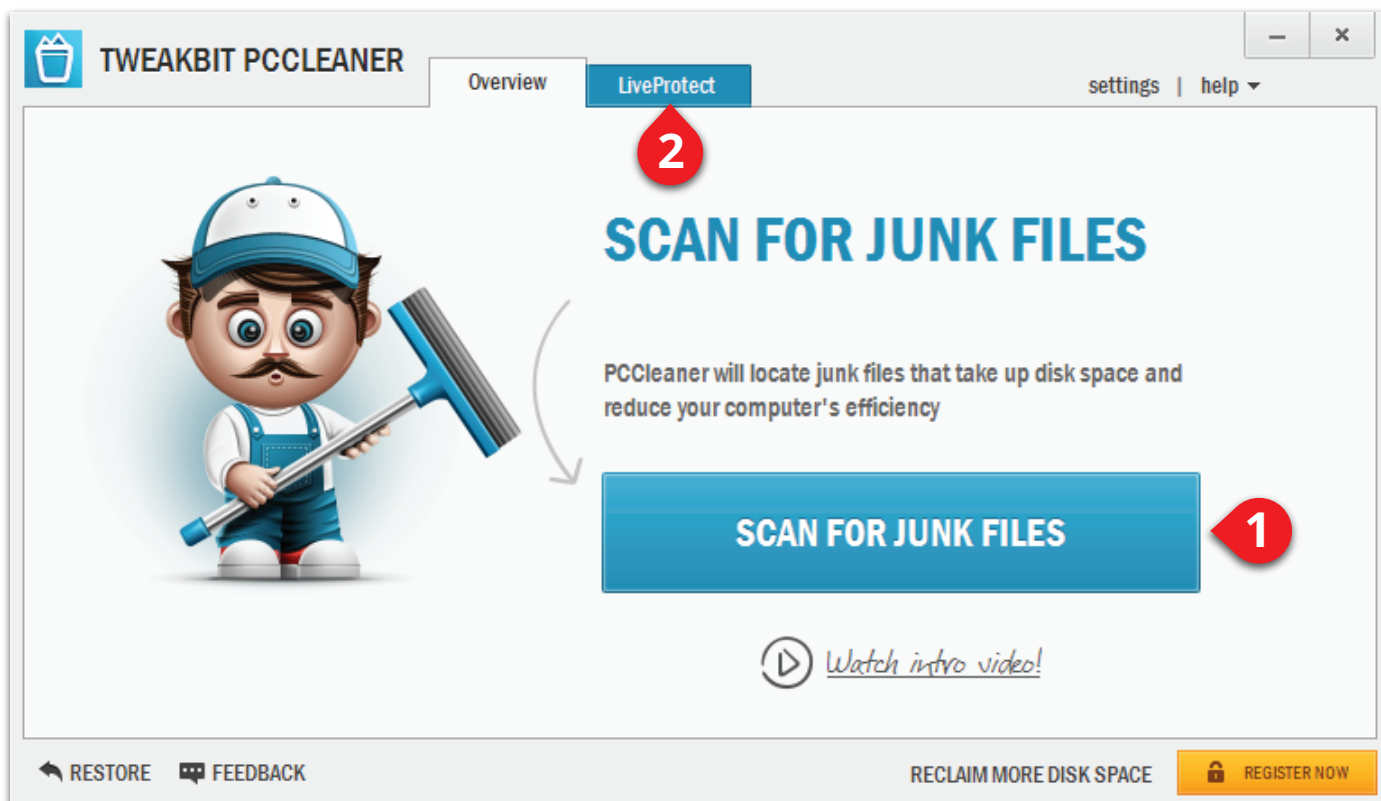 TWEAKBIT PCCLEANER
Overview
LiveProtect
settings | help
2
SCAN FOR JUNK FILES
PCCleaner will locate junk files that take up disk space and
reduce your computer's efficiency
SCAN FOR JUNK FILES
1
Watch intro video!
RESTORE
FEEDBACK
RECLAIM MORE DISK SPACE
REGISTER NOW